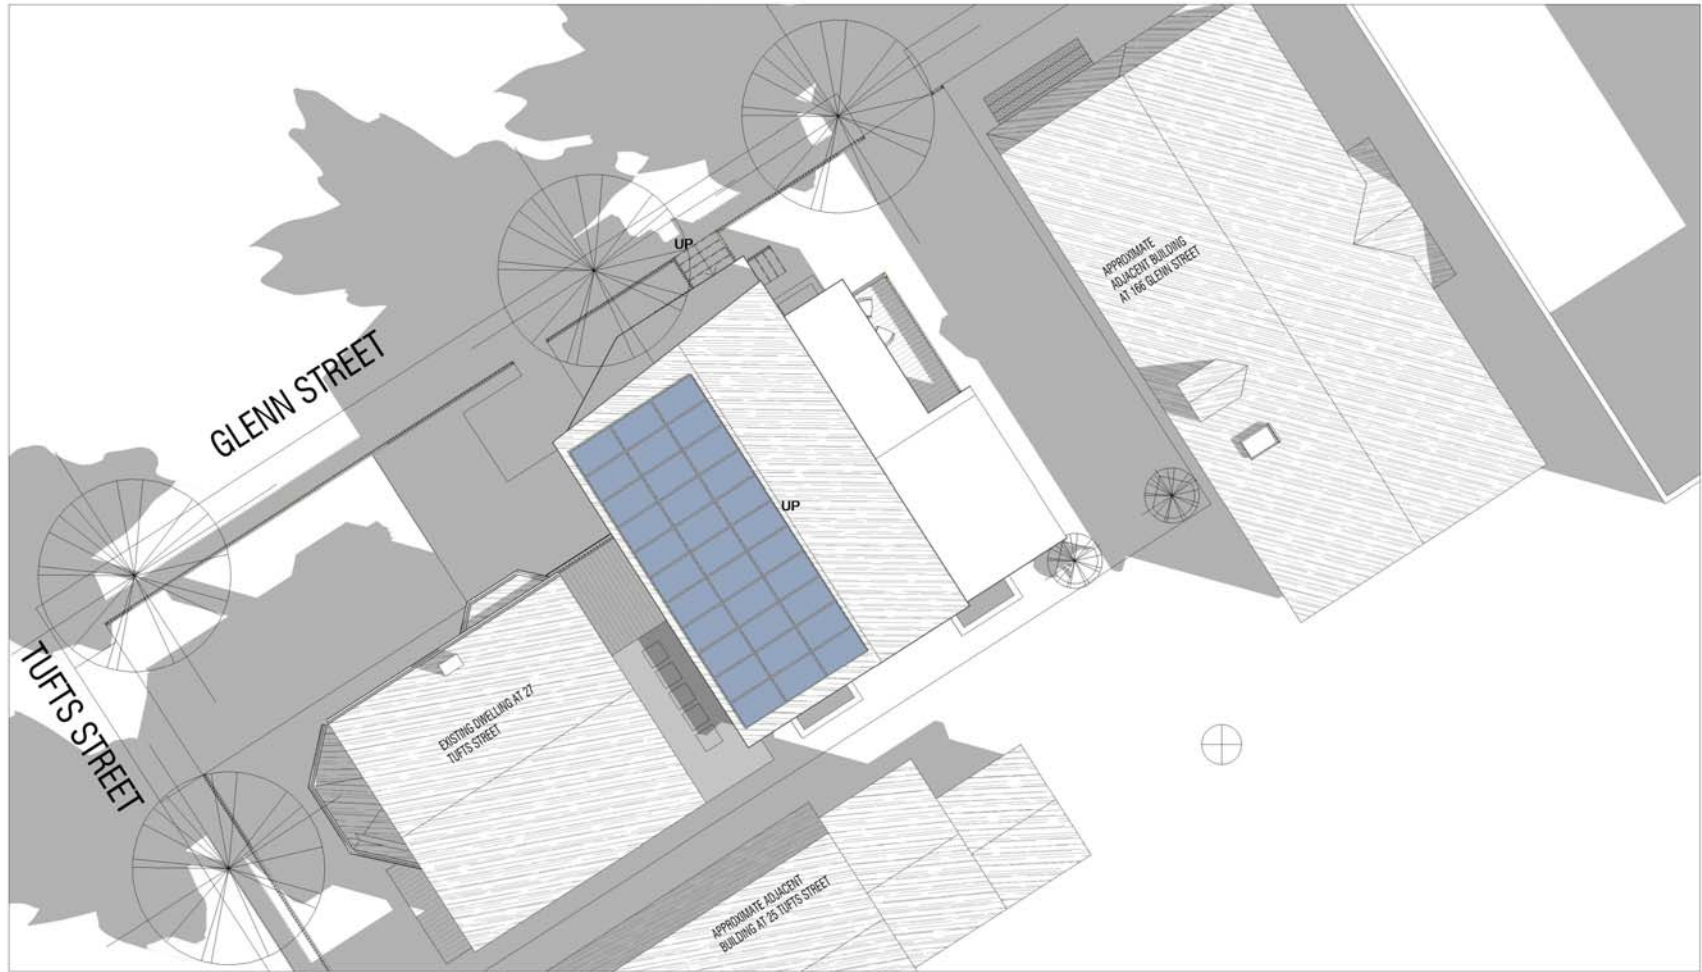 UP
APPROXIMATE
ADJACENT BUILDING
AT 166 GLENN STREET
GLENN STREET
UP
TUFTS STREET
EXISTING DWELLING AT 27
TUFTS STREET
APPROXIMATE ADJACENT
BUILDING AT 25 TUFTS STREET